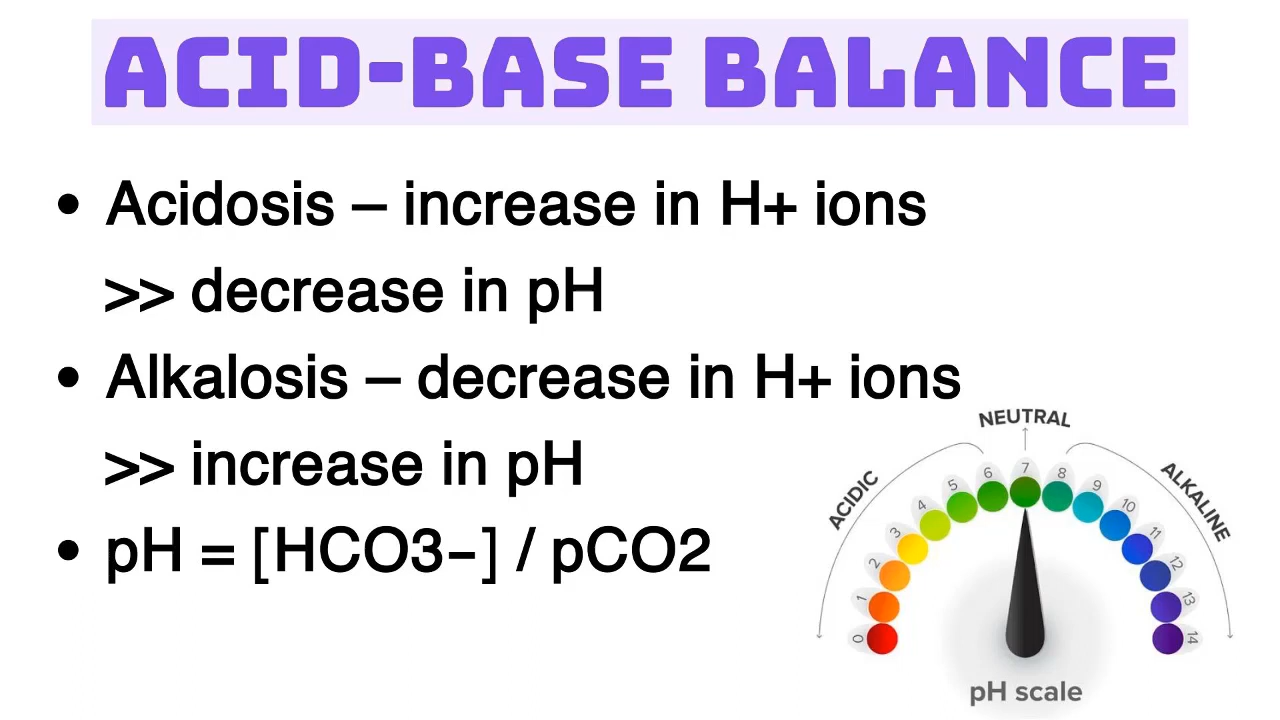 ACID-BASE BALANCE
• Acidosis – increase in H+ ions
>> decrease in pH
• Alkalosis – decrease in H+ ions
>> increase in pH
• pH = [HCO3-] / pCO2
NEUTRAL
ACIDIC
ALKALINE
0
1
2
3
4
5
6
7
8
9
10
11
12
13
14
pH scale